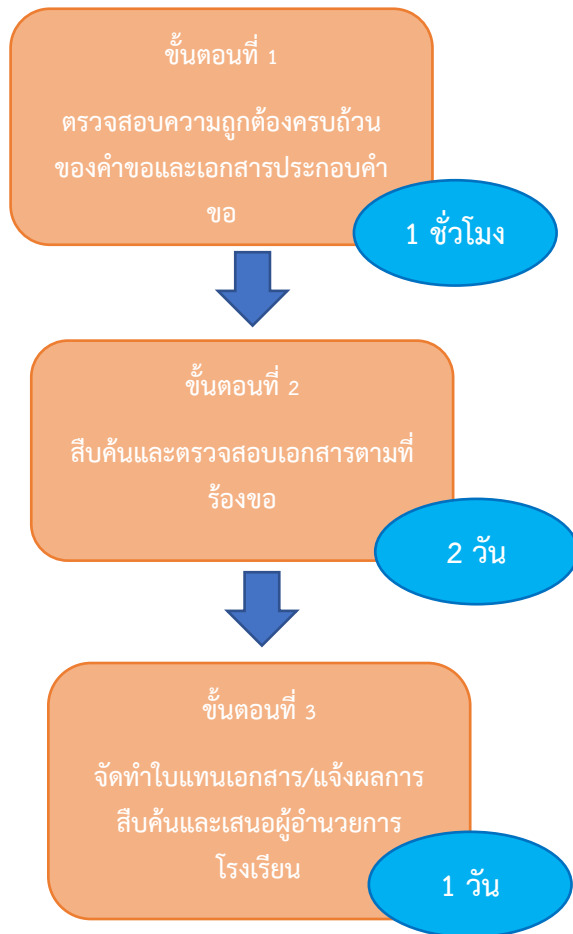 ขั้นตอนที่ 1
ตรวจสอบความถูกต้องครบถ้วน
ของคำขอและเอกสารประกอบคำ
ขอ
1 ชั่วโมง
ขั้นตอนที่ 2
สืบค้นและตรวจสอบเอกสารตามที่
ร้องขอ
2 วัน
ขั้นตอนที่ 3
จัดทำใบแทนเอกสาร/แจ้งผลการ
สืบค้นและเสนอผู้อำนวยการ
โรงเรียน
1 วัน